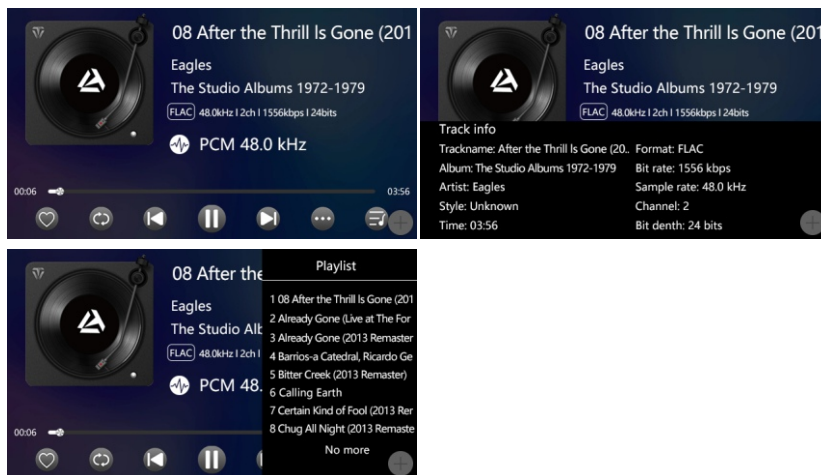 08 After the Thrill ls Gone (201
Eagles
The Studio Albums 1972-1979
FLAC 48.0kHz I 2ch I 1556kbps I 24bits
PCM 48.0 kHz
00:06 03:56
08 After the Thrill ls Gone (201
Eagles
The Studio Albums 1972-1979
FLAC 48.0kHz I 2ch I 1556kbps I 24bits
Track info
Trackname: After the Thrill ls Gone (20.. Format: FLAC
Album: The Studio Albums 1972-1979 Bit rate: 1556 kbps
Artist: Eagles Sample rate: 48.0 kHz
Style: Unknown Channel: 2
Time: 03:56 Bit denth: 24 bits
08 After the
Eagles
The Studio Alb
FLAC 48.0kHz I 2ch I
PCM 48.
00:06
Playlist
1 08 After the Thrill ls Gone (201
2 Already Gone (Live at The For
3 Already Gone (2013 Remaster
4 Barrios-a Catedral, Ricardo Ge
5 Bitter Creek (2013 Remaster)
6 Calling Earth
7 Certain Kind of Fool (2013 Rer
8 Chug All Night (2013 Remaste
No more